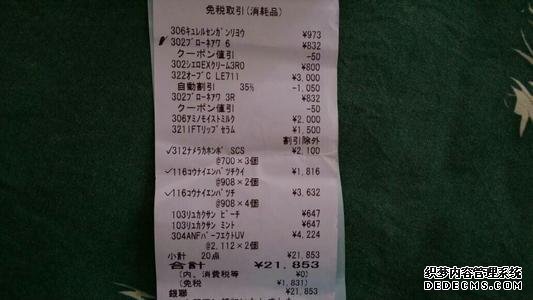 免税取引(消耗品)
306キュレルセンガンリヨウ ¥973
302ブローネアワ 6 ¥832
クーポン値引 -50
302シエロEXクリーム3RO ¥800
322オーブC LE711 ¥3,000
自動割引 35% -1,050
302ブローネアワ 3R ¥832
クーポン値引 -50
306アミノモイストミルク ¥2,000
321IFTリップセラム ¥1,500
割引除外
312ナメラカホンポ SCS ¥2,100
@700 × 3個
116コウナイエンパッチクイ ¥1,816
@908 × 2個
116コウナイエンパッチ ¥3,632
@908 × 4個
103リュカクサン ピーチ ¥647
103リュカクサン ミント ¥647
304ANFパーフェクトUV ¥4,224
@2,112 × 2個
小計 20点 ¥21,853
合計 ¥21,853
(内、消費税等 ¥0)
(免税 ¥1,831)
銀聯 ¥21,853
织梦内容管理系统
DEDECMS.COM